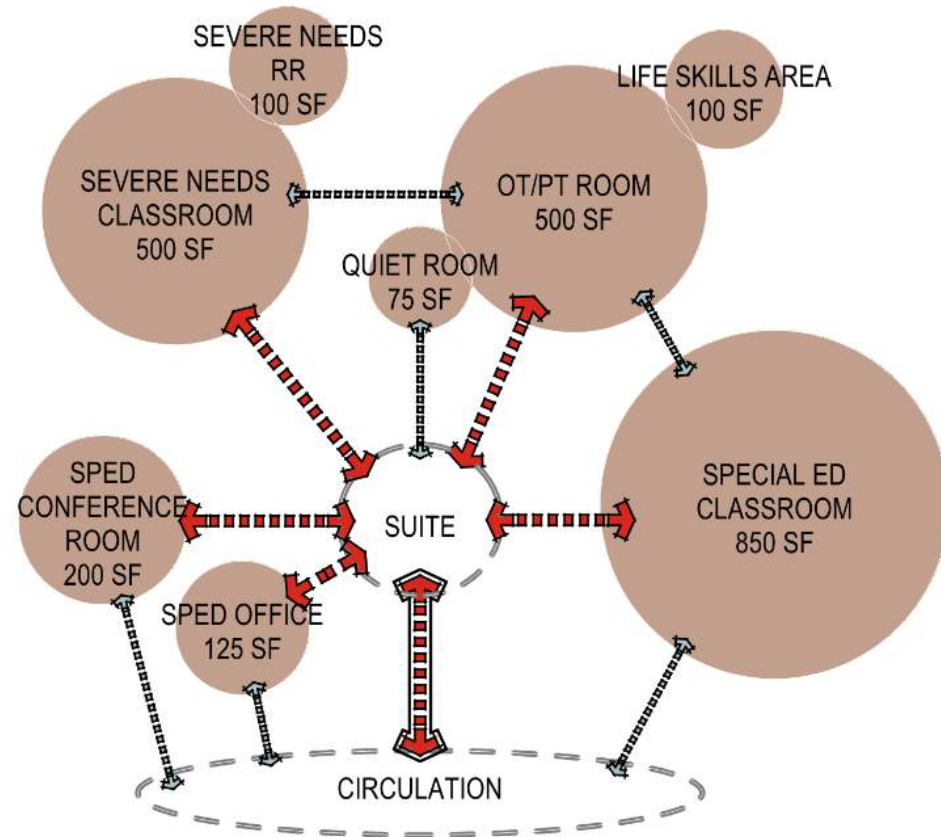 SEVERE NEEDS
RR
100 SF
LIFE SKILLS AREA
100 SF
SEVERE NEEDS
CLASSROOM
500 SF
OT/PT ROOM
500 SF
QUIET ROOM
75 SF
SPED
CONFERENCE
ROOM
200 SF
SUITE
SPECIAL ED
CLASSROOM
850 SF
SPED OFFICE
125 SF
CIRCULATION